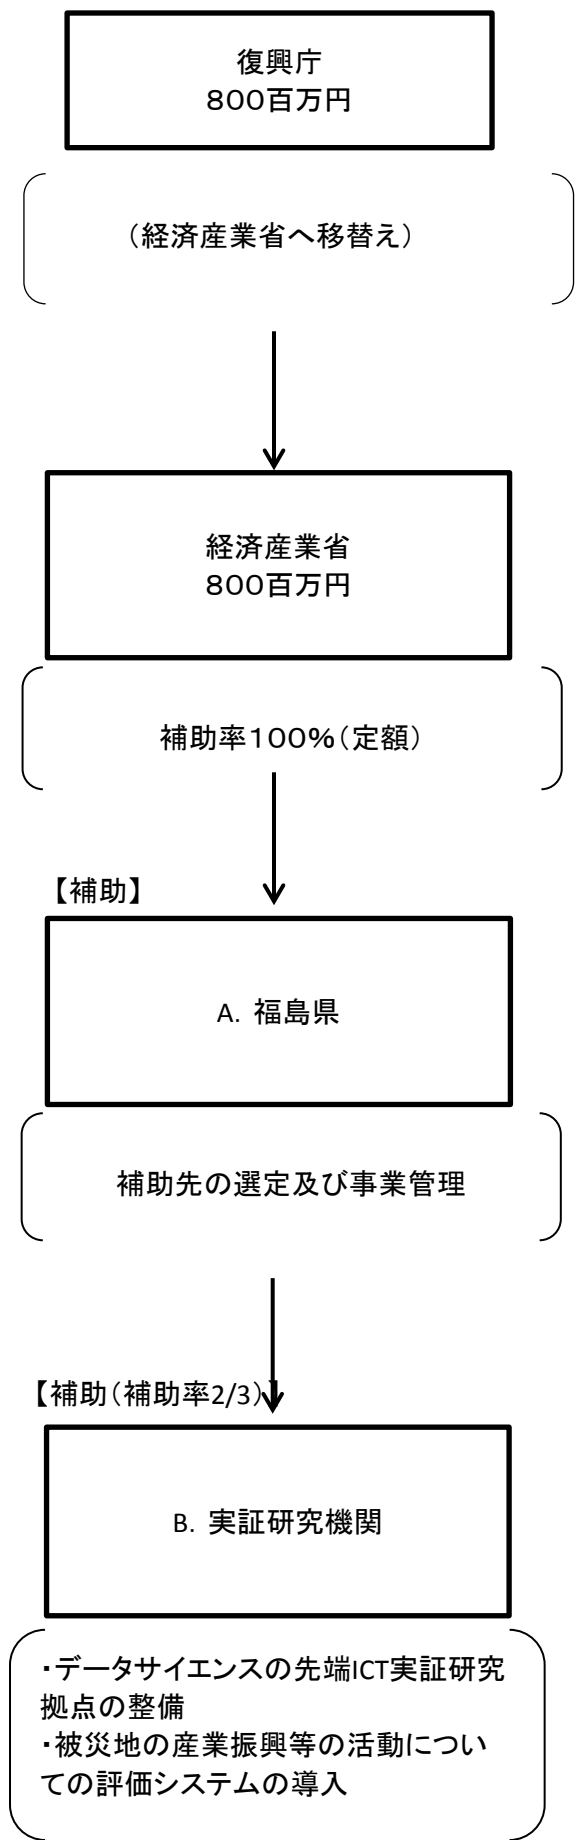 復興庁
800百万円
（経済産業省へ移替え）
経済産業省
800百万円
補助率100%（定額）
【補助】
A. 福島県
補助先の選定及び事業管理
【補助（補助率2/3）】
B. 実証研究機関
・データサイエンスの先端ICT実証研究
拠点の整備
・被災地の産業振興等の活動につい
ての評価システムの導入